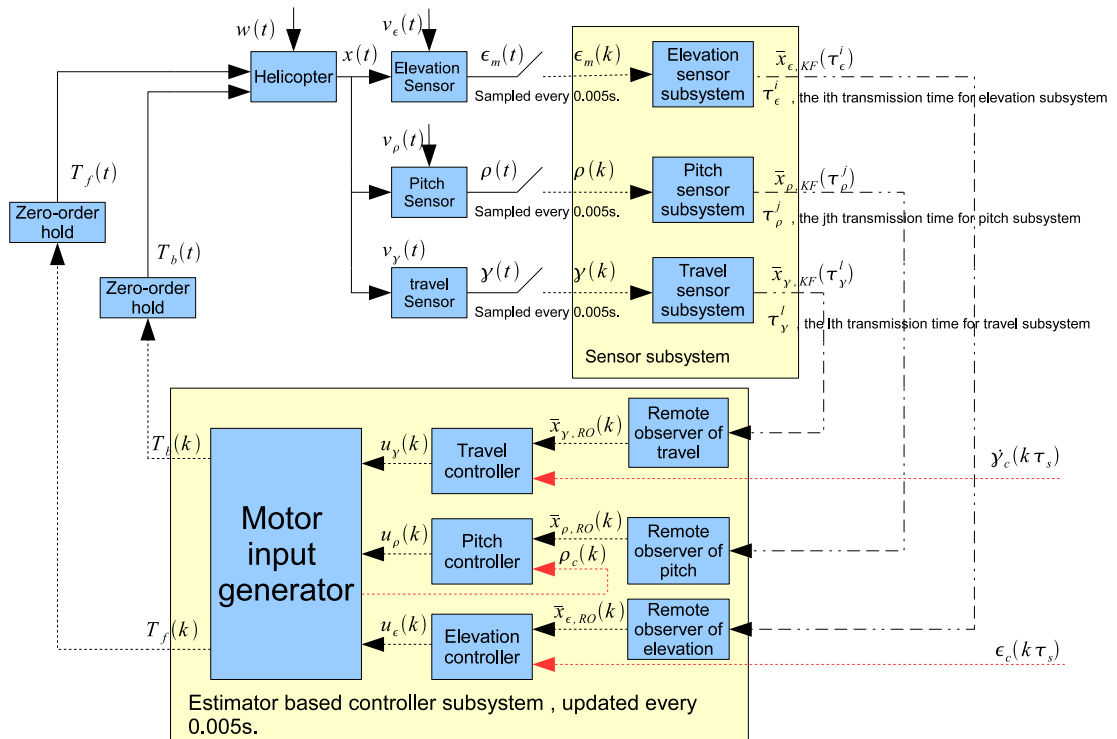 w(t)
v_ϵ(t)
x(t)
Helicopter
Elevation
Sensor
ϵ_m(t)
ϵ_m(k)
Sampled every 0.005s.
Elevation
sensor
subsystem
x̄_ϵ,KF(τ_ϵ^i)
τ_ϵ^i , the ith transmission time for elevation subsystem
v_ρ(t)
Pitch
Sensor
ρ(t)
ρ(k)
Sampled every 0.005s.
Pitch
sensor
subsystem
x̄_ρ,KF(τ_ρ^j)
τ_ρ^j , the jth transmission time for pitch subsystem
T_f(t)
Zero-order
hold
T_b(t)
Zero-order
hold
v_γ(t)
travel
Sensor
γ(t)
γ(k)
Sampled every 0.005s.
Travel
sensor
subsystem
x̄_γ,KF(τ_γ^l)
τ_γ^l , the lth transmission time for travel subsystem
Sensor subsystem
T_b(k)
Motor
input
generator
u_γ(k)
Travel
controller
x̄_γ,RO(k)
Remote
observer of
travel
γ̇_c(kτ_s)
u_ρ(k)
Pitch
controller
x̄_ρ,RO(k)
ρ_c(k)
Remote
observer of
pitch
T_f(k)
u_ϵ(k)
Elevation
controller
x̄_ϵ,RO(k)
Remote
observer of
elevation
ϵ_c(kτ_s)
Estimator based controller subsystem , updated every
0.005s.